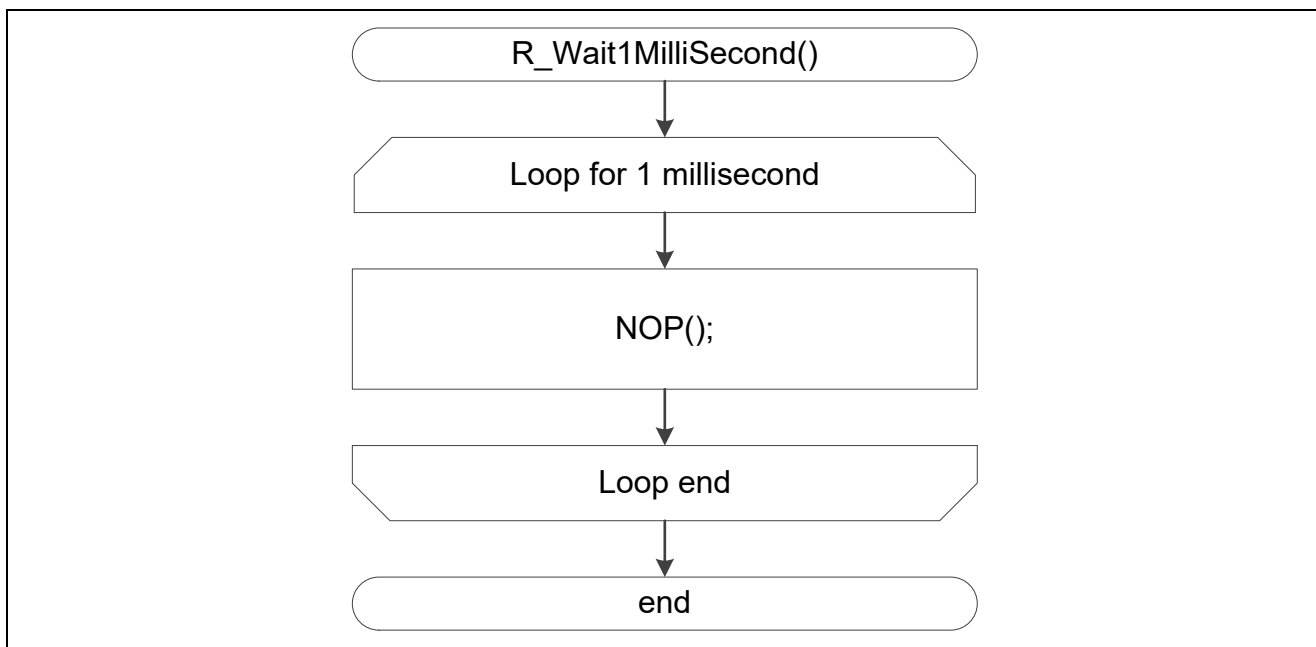 R_Wait1MilliSecond()
Loop for 1 millisecond
NOP();
Loop end
end